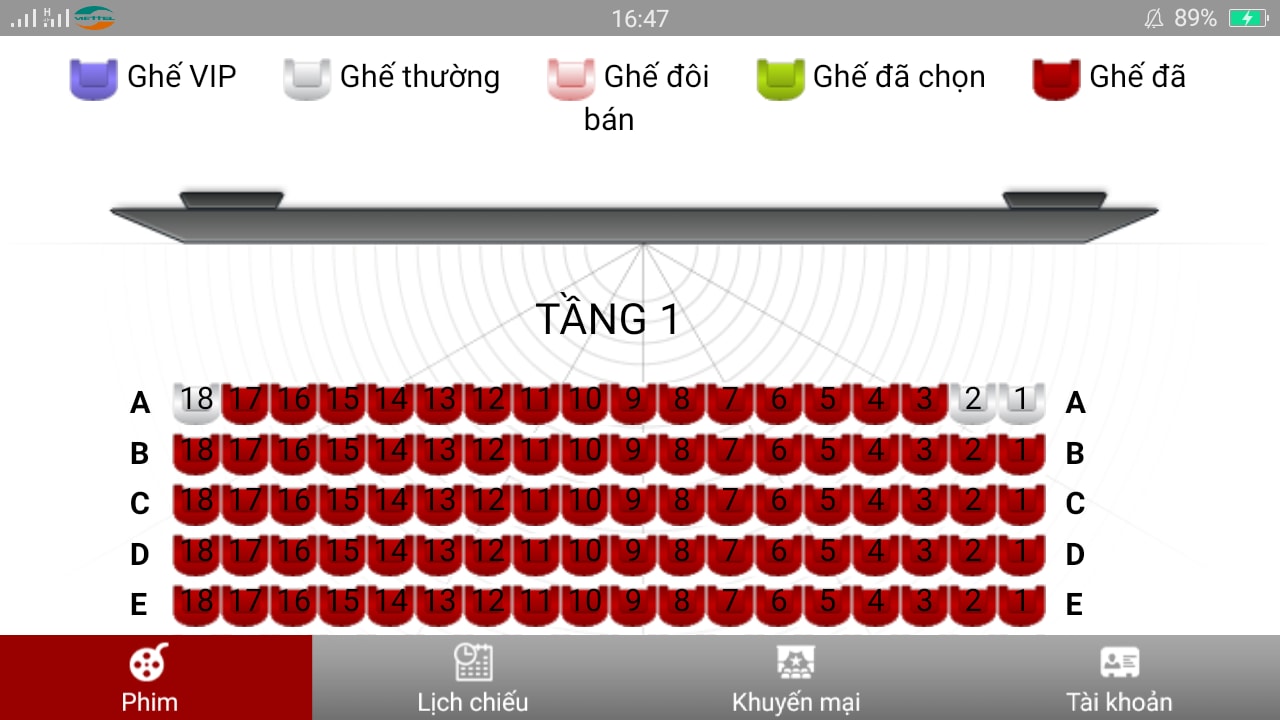 H VIETTEL 16:47 89%
Ghế VIP Ghế thường Ghế đôi Ghế đã chọn Ghế đã
bán
TẦNG 1
A 18 17 16 15 14 13 12 11 10 9 8 7 6 5 4 3 2 1 A
B 18 17 16 15 14 13 12 11 10 9 8 7 6 5 4 3 2 1 B
C 18 17 16 15 14 13 12 11 10 9 8 7 6 5 4 3 2 1 C
D 18 17 16 15 14 13 12 11 10 9 8 7 6 5 4 3 2 1 D
E 18 17 16 15 14 13 12 11 10 9 8 7 6 5 4 3 2 1 E
Phim Lịch chiếu Khuyến mại Tài khoản